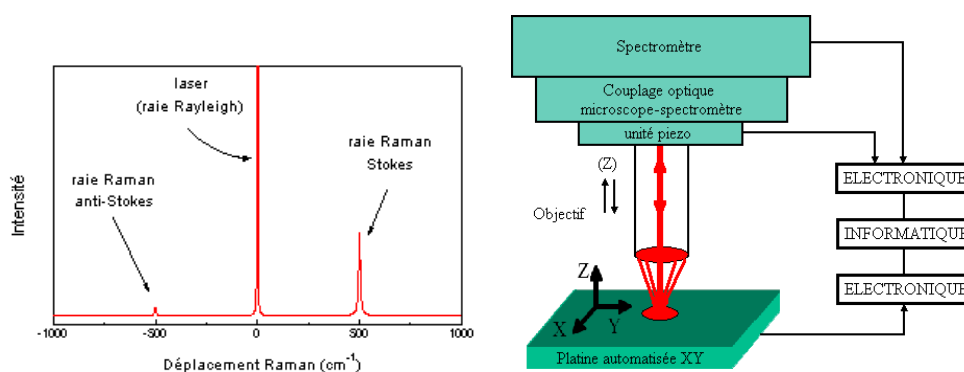 laser
(raie Rayleigh)
raie Raman
Stokes
raie Raman
anti-Stokes
Intensité
-1000
-500
0
500
1000
Déplacement Raman (cm⁻¹)
Spectromètre
Couplage optique
microscope-spectromètre
unité piezo
(Z)
Objectif
ELECTRONIQUE
INFORMATIQUE
ELECTRONIQUE
Z
X
Y
Platine automatisée XY